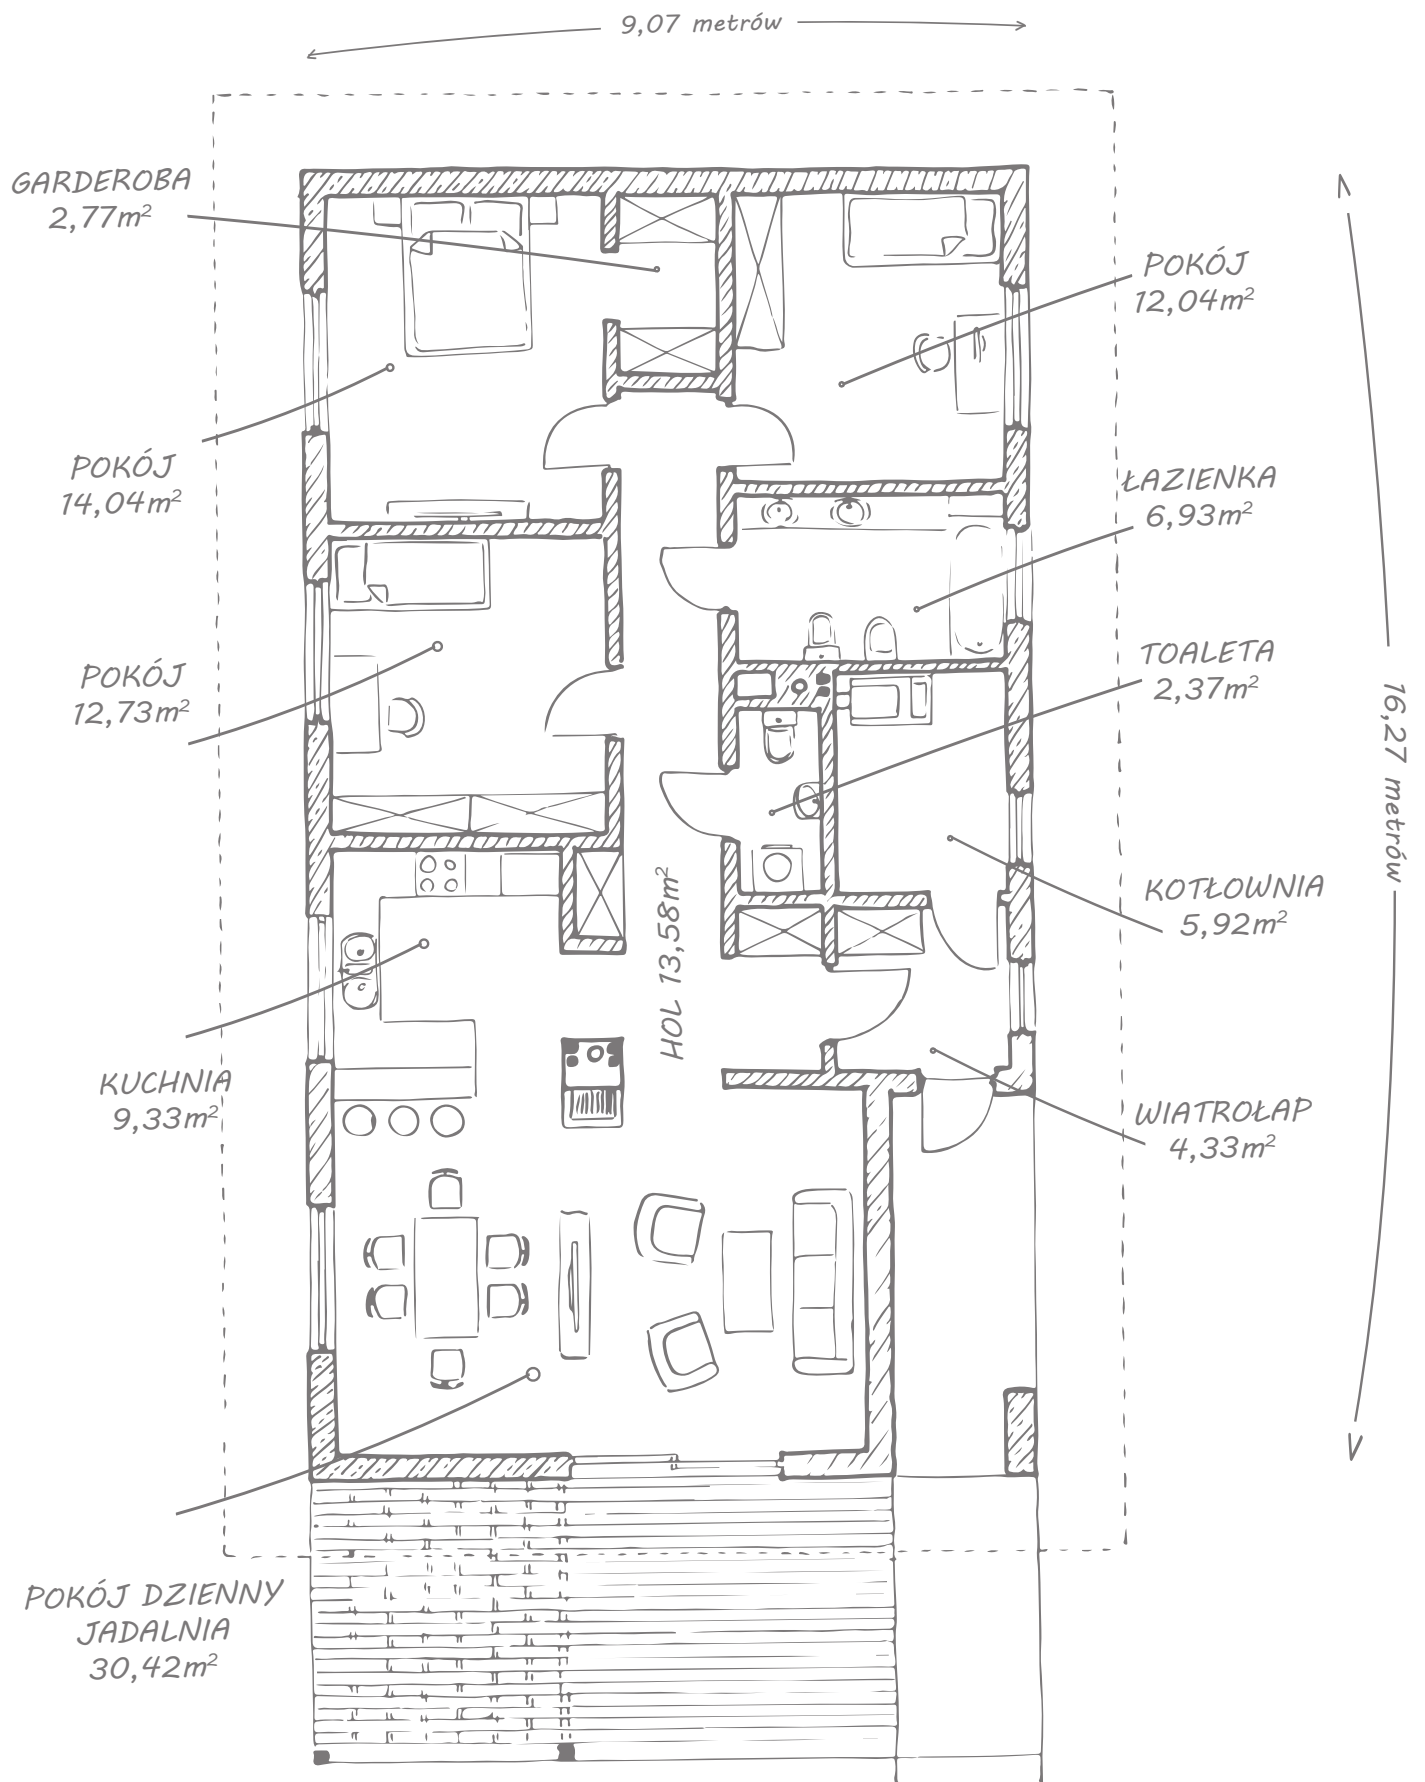 9,07 metrów
GARDEROBA
2,77m²
POKÓJ
12,04m²
POKÓJ
14,04m²
ŁAZIENKA
6,93m²
POKÓJ
12,73m²
TOALETA
2,37m²
16,27 metrów
HOL 13,58m²
KOTŁOWNIA
5,92m²
KUCHNIA
9,33m²
WIATROŁAP
4,33m²
POKÓJ DZIENNY
JADALNIA
30,42m²